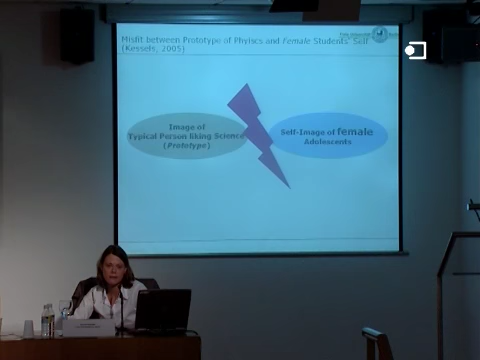 Misfit between Prototype of Phyiscs and Female Students' Self
(Kessels, 2005)
Image of
Typical Person liking Science
(Prototype)
Self-Image of female
Adolescents